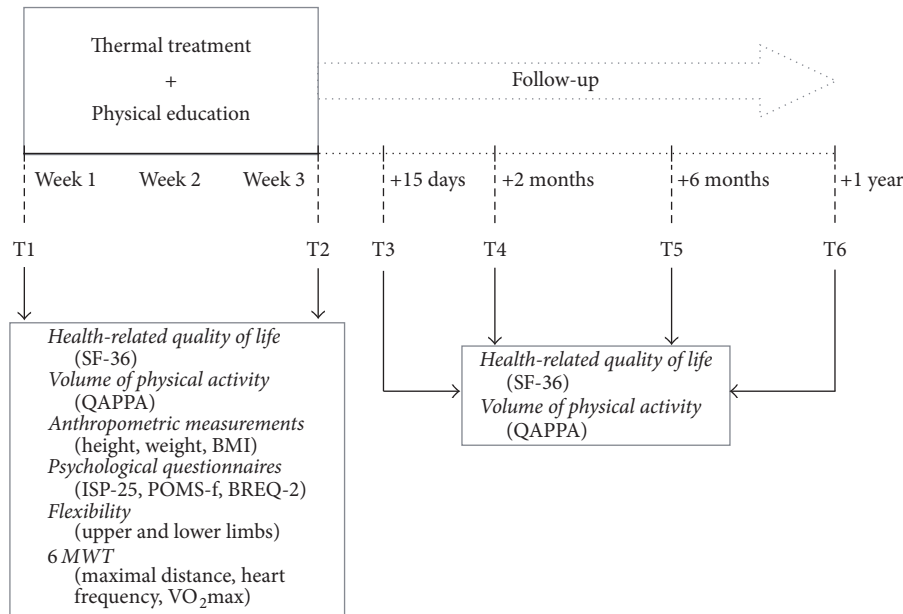 Thermal treatment
+
Physical education
Follow-up
Week 1 Week 2 Week 3 +15 days +2 months +6 months +1 year
T1 T2 T3 T4 T5 T6
Health-related quality of life
(SF-36)
Volume of physical activity
(QAPPA)
Anthropometric measurements
(height, weight, BMI)
Psychological questionnaires
(ISP-25, POMS-f, BREQ-2)
Flexibility
(upper and lower limbs)
6 MWT
(maximal distance, heart
frequency, VO₂max)
Health-related quality of life
(SF-36)
Volume of physical activity
(QAPPA)